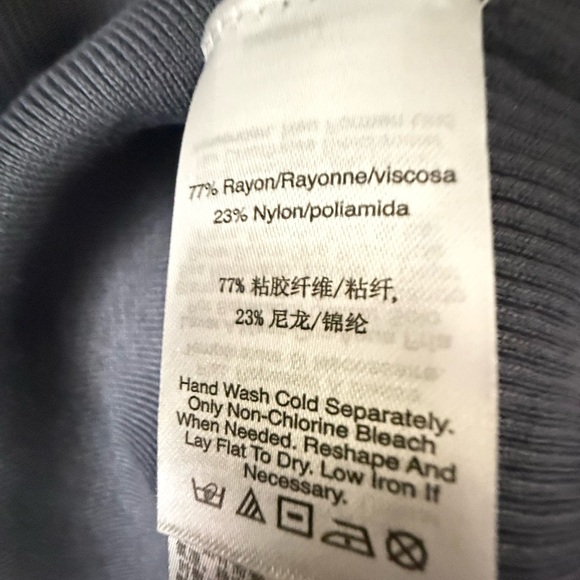 77% Rayon/Rayonne/viscosa
23% Nylon/poliamida
77% 粘胶纤维/粘纤,
23% 尼龙/锦纶
Hand Wash Cold Separately.
Only Non-Chlorine Bleach
When Needed. Reshape And
Lay Flat To Dry. Low Iron If
Necessary.